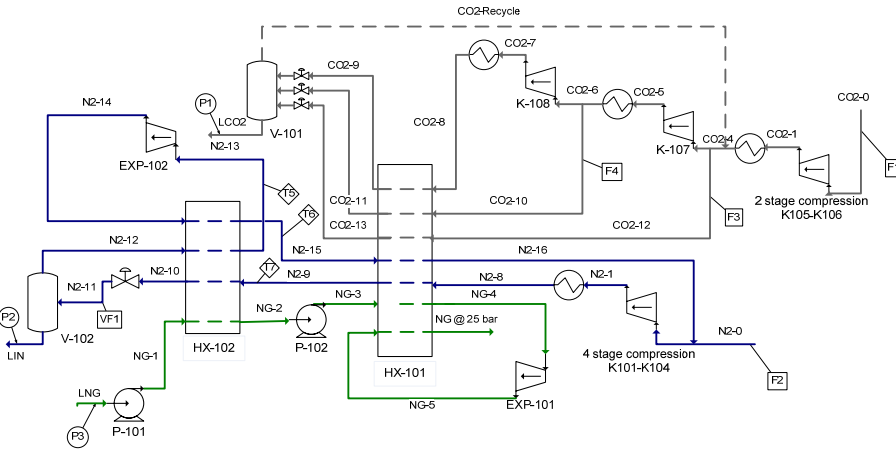 CO2-Recycle
CO2-7
CO2-9
CO2-6
CO2-5
CO2-0
N2-14
P1
LCO2
V-101
K-108
CO2-8
CO2-4
CO2-1
N2-13
K-107
EXP-102
F4
T5
CO2-11
CO2-10
2 stage compression
K105-K106
T6
F3
CO2-13
CO2-12
N2-12
N2-15
N2-16
T7
N2-11
N2-10
N2-9
N2-8
N2-1
NG-2
NG-3
NG-4
P2
VF1
NG @ 25 bar
V-102
P-102
N2-0
LIN
NG-1
HX-102
4 stage compression
K101-K104
HX-101
F2
LNG
NG-5
EXP-101
P3
P-101